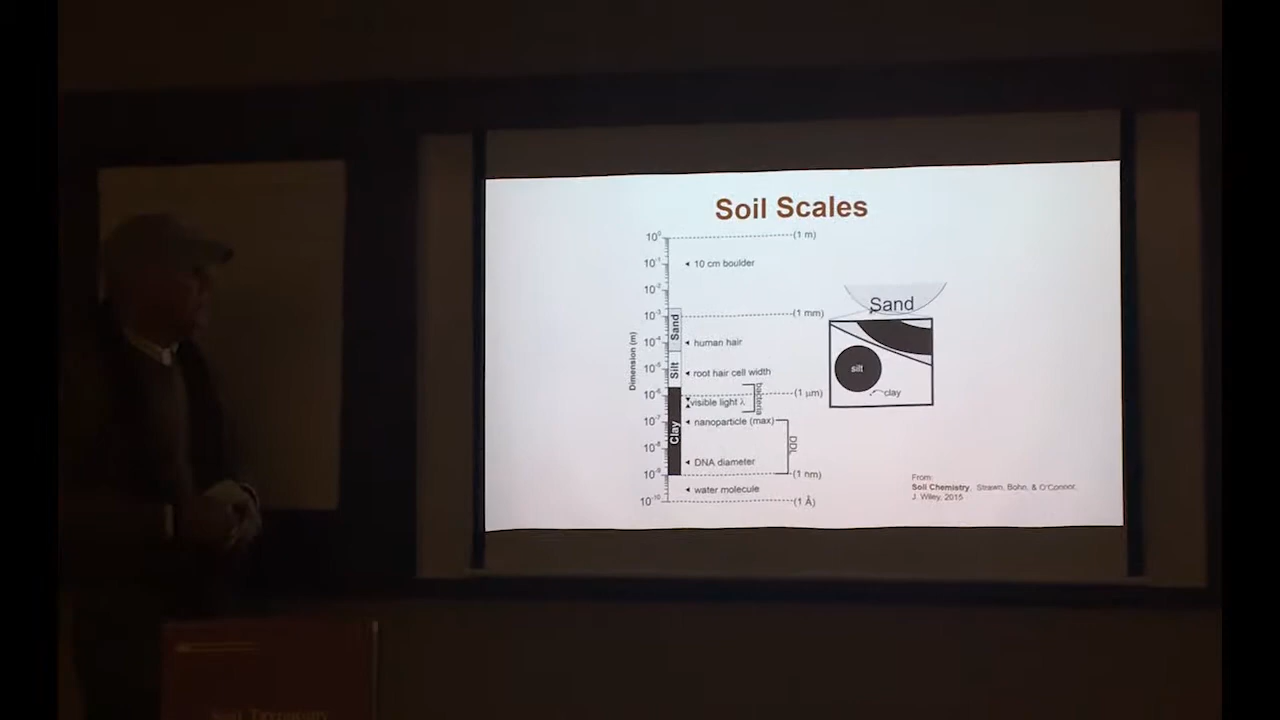 Soil Scales
10⁰
(1 m)
10⁻¹
10 cm boulder
10⁻²
10⁻³
(1 mm)
10⁻⁴
human hair
10⁻⁵
root hair cell width
10⁻⁶
(1 μm)
visible light λ
10⁻⁷
nanoparticle (max)
10⁻⁸
DNA diameter
10⁻⁹
(1 nm)
water molecule
10⁻¹⁰
(1 Å)
Dimension (m)
Sand
Silt
Clay
bacteria
DDL
Sand
silt
clay
From:
Soil Chemistry, Strawn, Bohn, & O'Connor,
J. Wiley, 2015